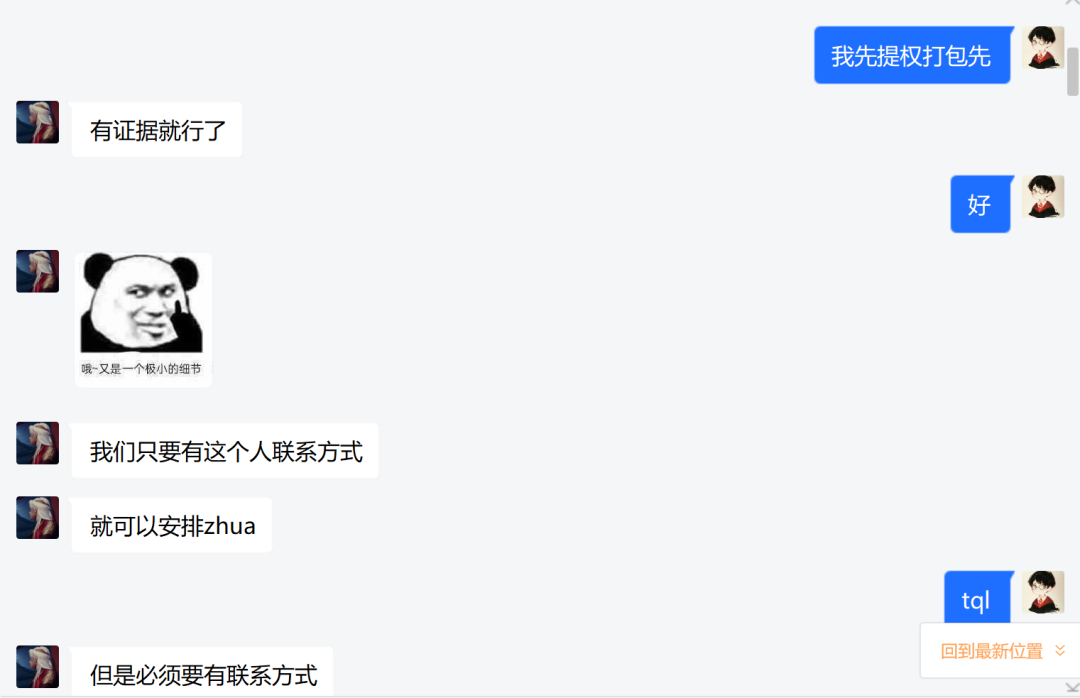 我先提权打包先
有证据就行了
好
哦~又是一个极小的细节
我们只要有这个人联系方式
就可以安排zhua
tql
回到最新位置
但是必须要有联系方式